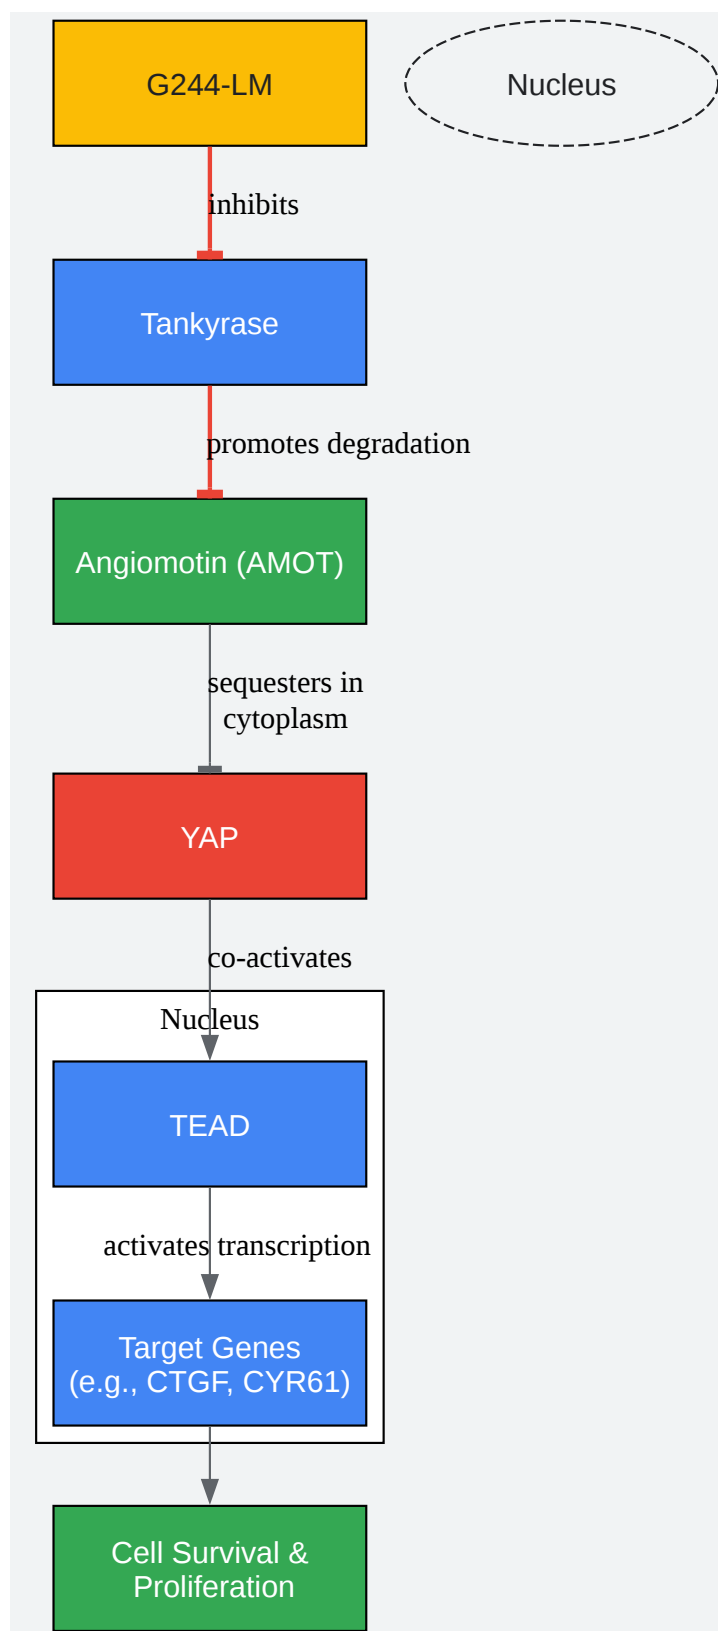 G244-LM
Nucleus
inhibits
Tankyrase
promotes degradation
Angiomotin (AMOT)
sequesters in
cytoplasm
YAP
co-activates
Nucleus
TEAD
activates transcription
Target Genes
(e.g., CTGF, CYR61)
Cell Survival &
Proliferation